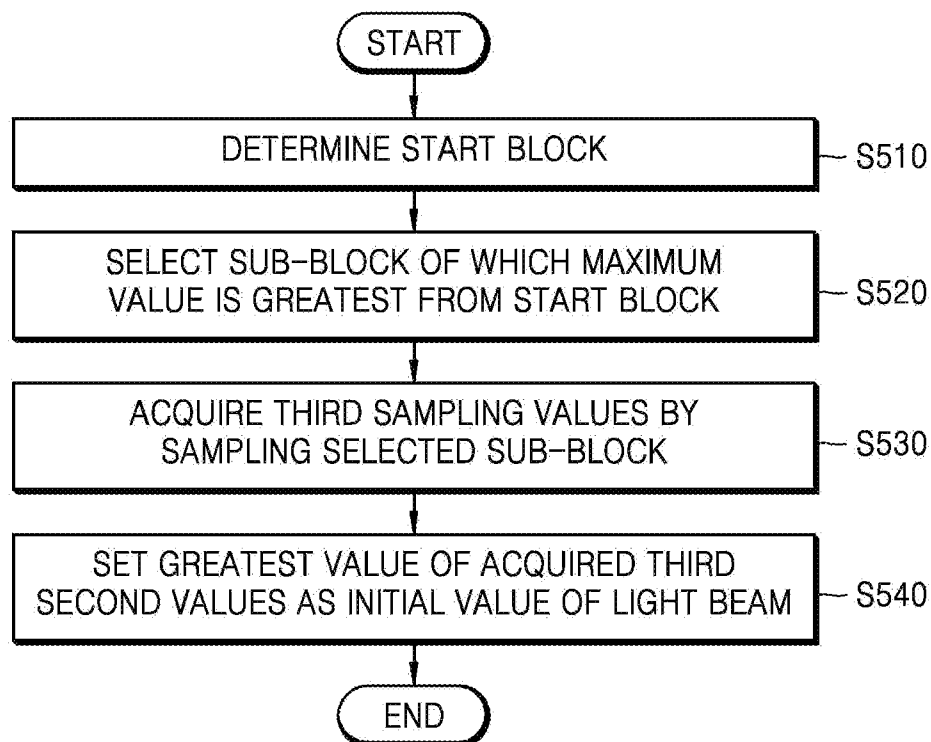 START
DETERMINE START BLOCK
S510
SELECT SUB-BLOCK OF WHICH MAXIMUM
VALUE IS GREATEST FROM START BLOCK
S520
ACQUIRE THIRD SAMPLING VALUES BY
SAMPLING SELECTED SUB-BLOCK
S530
SET GREATEST VALUE OF ACQUIRED THIRD
SECOND VALUES AS INITIAL VALUE OF LIGHT BEAM
S540
END